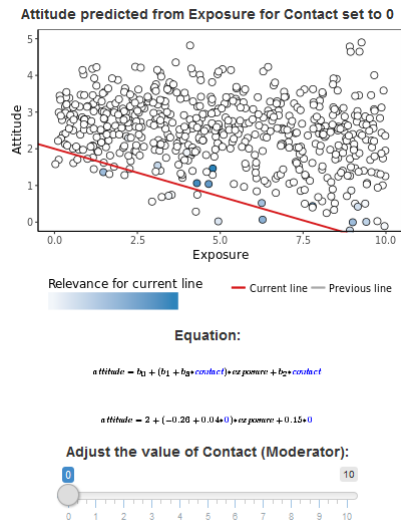 Attitude predicted from Exposure for Contact set to 0
5
4
3
2
1
0
Attitude
0.0 2.5 5.0 7.5 10.0
Exposure
Relevance for current line
Current line Previous line
Equation:
attitude = b0 + (b1 + b3*contact)*exposure + b2*contact
attitude = 2 + (−0.26 + 0.04*0)*exposure + 0.15*0
Adjust the value of Contact (Moderator):
0 10
0 1 2 3 4 5 6 7 8 9 10